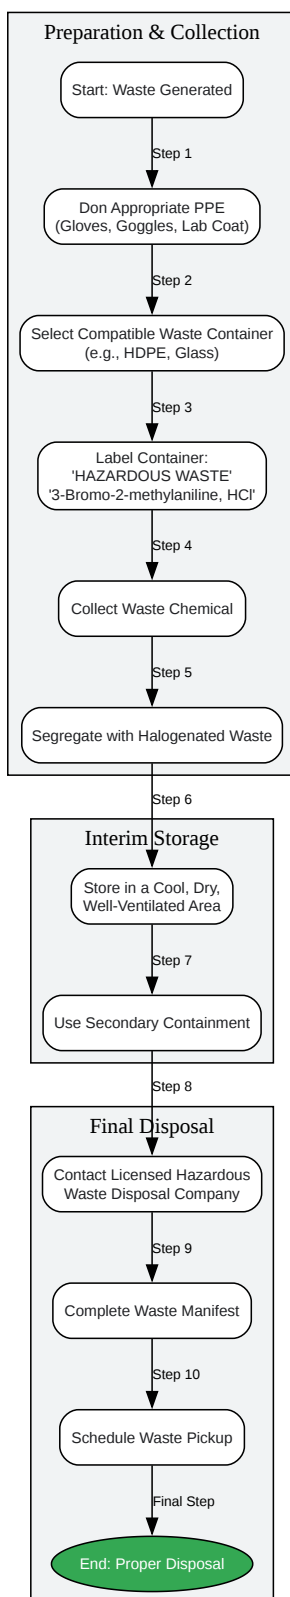 Preparation & Collection
Start: Waste Generated
Step 1
Don Appropriate PPE
(Gloves, Goggles, Lab Coat)
Step 2
Select Compatible Waste Container
(e.g., HDPE, Glass)
Step 3
Label Container:
'HAZARDOUS WASTE'
'3-Bromo-2-methylaniline, HCl'
Step 4
Collect Waste Chemical
Step 5
Segregate with Halogenated Waste
Step 6
Interim Storage
Store in a Cool, Dry,
Well-Ventilated Area
Step 7
Use Secondary Containment
Step 8
Final Disposal
Contact Licensed Hazardous
Waste Disposal Company
Step 9
Complete Waste Manifest
Step 10
Schedule Waste Pickup
Final Step
End: Proper Disposal